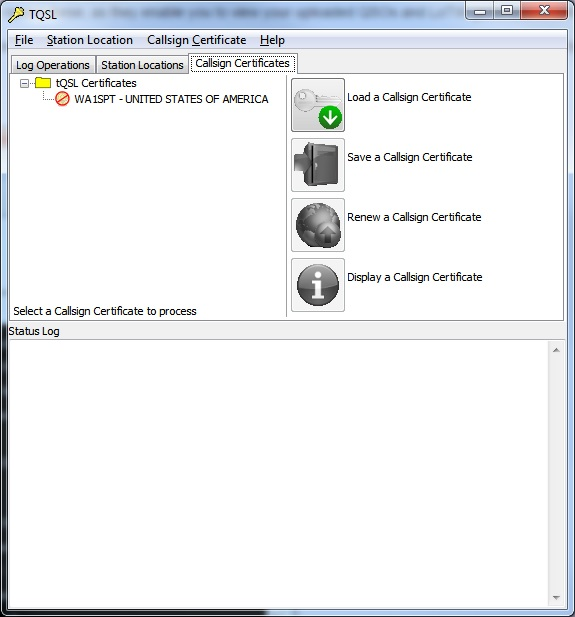 TQSL
File Station Location Callsign Certificate Help
Log Operations Station Locations Callsign Certificates
tQSL Certificates
WA1SPT - UNITED STATES OF AMERICA
Load a Callsign Certificate
Save a Callsign Certificate
Renew a Callsign Certificate
Display a Callsign Certificate
Select a Callsign Certificate to process
Status Log